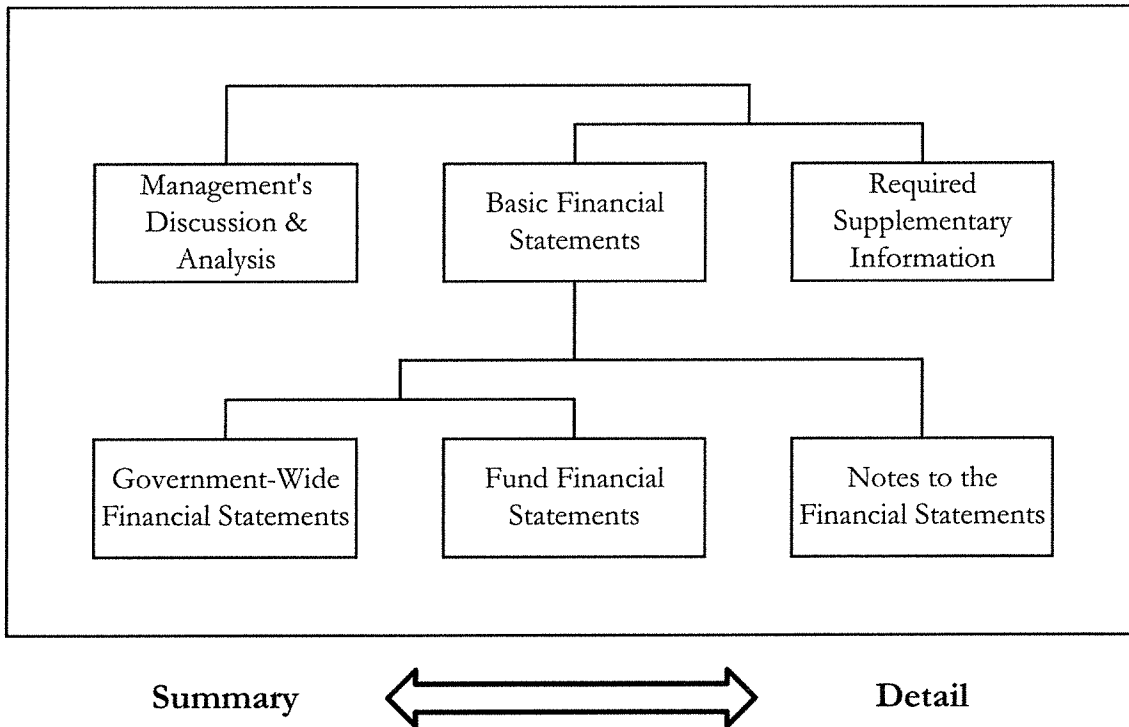 Management's
Discussion &
Analysis
Basic Financial
Statements
Required
Supplementary
Information
Government-Wide
Financial Statements
Fund Financial
Statements
Notes to the
Financial Statements
Summary
Detail